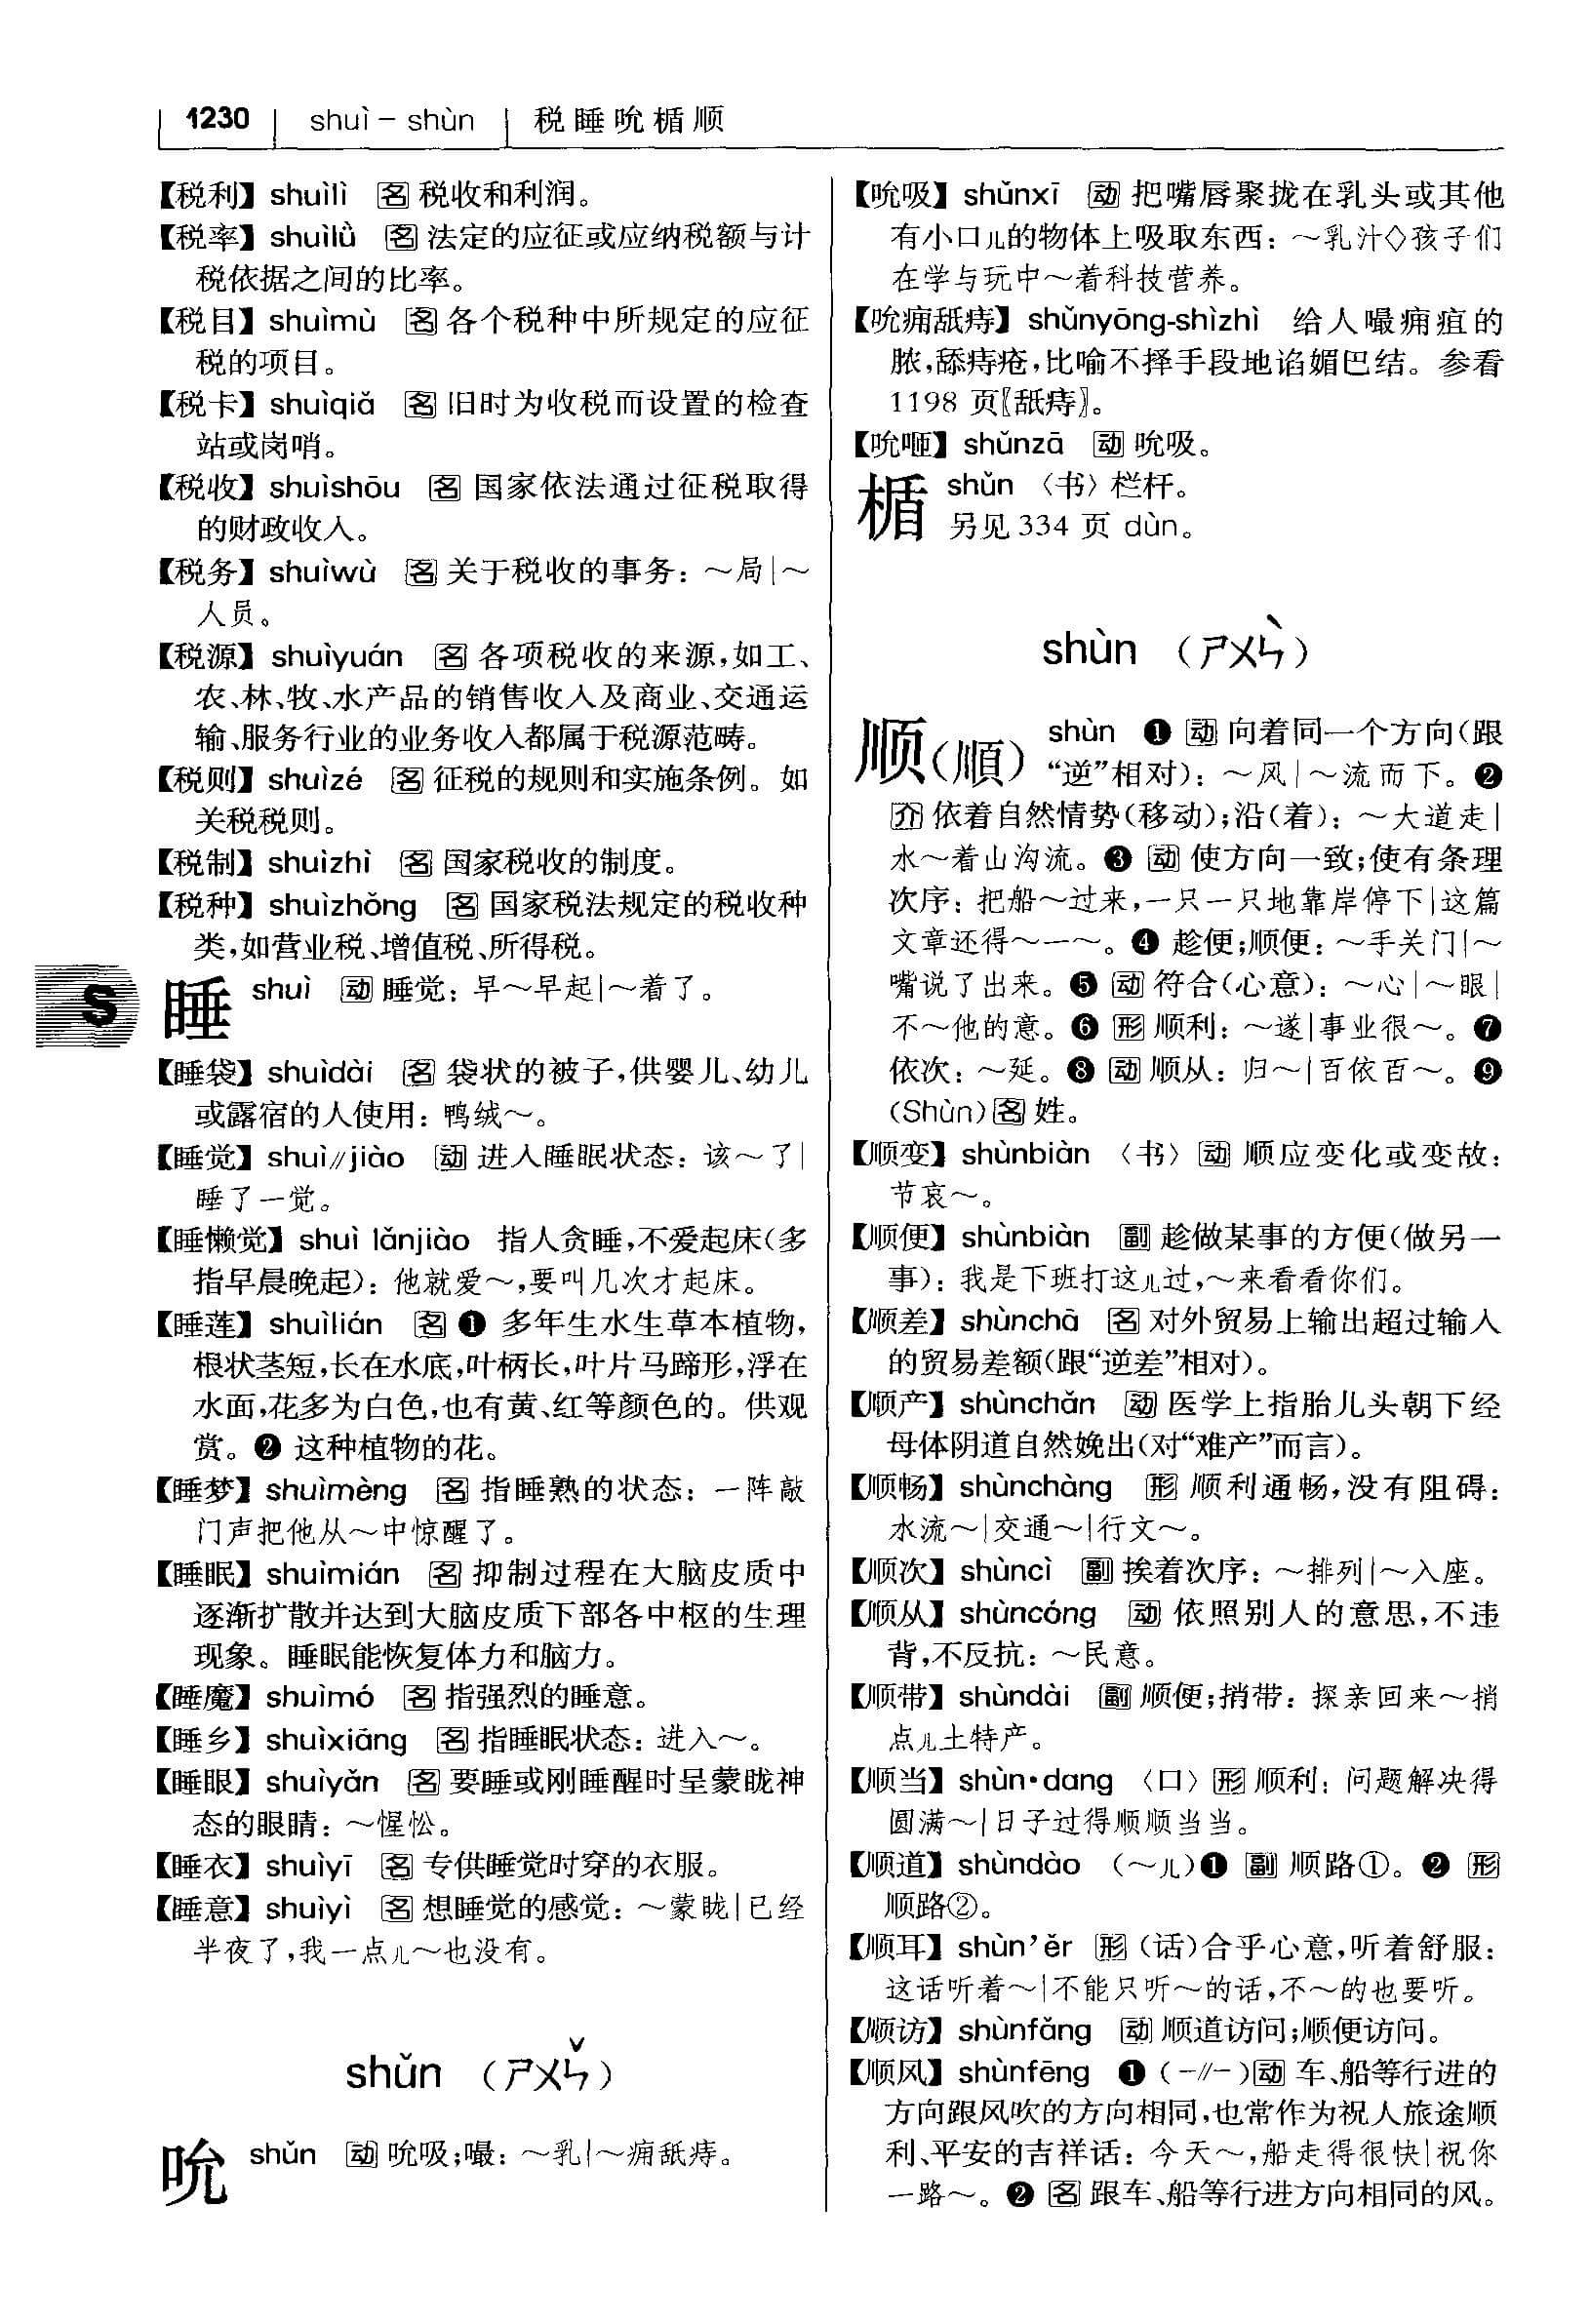 1230 shuì – shùn 税睡吮楯顺
【税利】 shuìlì 名 税收和利润。
【税率】 shuìlǜ 名 法定的应征或应纳税额与计
税依据之间的比率。
【税目】 shuìmù 名 各个税种中所规定的应征
税的项目。
【税卡】 shuìqiǎ 名 旧时为收税而设置的检查
站或岗哨。
【税收】 shuìshōu 名 国家依法通过征税取得
的财政收入。
【税务】 shuìwù 名 关于税收的事务：～局|～
人员。
【税源】 shuìyuán 名 各项税收的来源，如工、
农、林、牧、水产品的销售收入及商业、交通运
输、服务行业的业务收入都属于税源范畴。
【税则】 shuìzé 名 征税的规则和实施条例。如
关税税则。
【税制】 shuìzhì 名 国家税收的制度。
【税种】 shuìzhǒng 名 国家税法规定的税收种
类，如营业税、增值税、所得税。
S
睡 shuì 动 睡觉：早～早起|～着了。
【睡袋】 shuìdài 名 袋状的被子，供婴儿、幼儿
或露宿的人使用：鸭绒～。
【睡觉】 shuì//jiào 动 进入睡眠状态：该～了|
睡了一觉。
【睡懒觉】 shuì lǎnjiào 指人贪睡，不爱起床（多
指早晨晚起）：他就爱～，要叫几次才起床。
【睡莲】 shuìlián 名 ❶ 多年生水生草本植物，
根状茎短，长在水底，叶柄长，叶片马蹄形，浮在
水面，花多为白色，也有黄、红等颜色的。供观
赏。❷ 这种植物的花。
【睡梦】 shuìmèng 名 指睡熟的状态：一阵敲
门声把他从～中惊醒了。
【睡眠】 shuìmián 名 抑制过程在大脑皮质中
逐渐扩散并达到大脑皮质下部各中枢的生理
现象。睡眠能恢复体力和脑力。
【睡魔】 shuìmó 名 指强烈的睡意。
【睡乡】 shuìxiāng 名 指睡眠状态：进入～。
【睡眼】 shuìyǎn 名 要睡或刚睡醒时呈蒙眬神
态的眼睛：～惺忪。
【睡衣】 shuìyī 名 专供睡觉时穿的衣服。
【睡意】 shuìyì 名 想睡觉的感觉：～蒙眬|已经
半夜了，我一点儿～也没有。
shǔn （ㄕㄨㄣˇ）
吮 shǔn 动 吮吸；嘬：～乳|～痈舐痔。
【吮吸】 shǔnxī 动 把嘴唇聚拢在乳头或其他
有小口儿的物体上吸取东西：～乳汁◇孩子们
在学与玩中～着科技营养。
【吮痈舐痔】 shǔnyōng-shìzhì 给人嘬痈疽的
脓，舔痔疮，比喻不择手段地谄媚巴结。参看
1198 页〖舐痔〗。
【吮咂】 shǔnzā 动 吮吸。
楯 shǔn 〈书〉栏杆。
另见 334 页 dùn。
shùn （ㄕㄨㄣˋ）
顺（順） shùn ❶ 动 向着同一个方向（跟
“逆”相对）：～风|～流而下。❷
介 依着自然情势（移动）；沿（着）：～大道走|
水～着山沟流。❸ 动 使方向一致；使有条理
次序：把船～过来，一只一只地靠岸停下|这篇
文章还得～一～。❹ 趁便；顺便：～手关门|～
嘴说了出来。❺ 动 符合（心意）：～心|～眼|
不～他的意。❻ 形 顺利：～遂|事业很～。❼
依次：～延。❽ 动 顺从：归～|百依百～。❾
（Shùn）名 姓。
【顺变】 shùnbiàn 〈书〉 动 顺应变化或变故：
节哀～。
【顺便】 shùnbiàn 副 趁做某事的方便（做另一
事）：我是下班打这儿过，～来看看你们。
【顺差】 shùnchā 名 对外贸易上输出超过输入
的贸易差额（跟“逆差”相对）。
【顺产】 shùnchǎn 动 医学上指胎儿头朝下经
母体阴道自然娩出（对“难产”而言）。
【顺畅】 shùnchàng 形 顺利通畅，没有阻碍：
水流～|交通～|行文～。
【顺次】 shùncì 副 挨着次序：～排列|～入座。
【顺从】 shùncóng 动 依照别人的意思，不违
背，不反抗：～民意。
【顺带】 shùndài 副 顺便；捎带：探亲回来～捎
点儿土特产。
【顺当】 shùn•dang 〈口〉 形 顺利：问题解决得
圆满～|日子过得顺顺当当。
【顺道】 shùndào （～儿）❶ 副 顺路①。❷ 形
顺路②。
【顺耳】 shùn’ěr 形 （话）合乎心意，听着舒服：
这话听着～|不能只听～的话，不～的也要听。
【顺访】 shùnfǎng 动 顺道访问；顺便访问。
【顺风】 shùnfēng ❶（－//－）动 车、船等行进的
方向跟风吹的方向相同，也常作为祝人旅途顺
利、平安的吉祥话：今天～，船走得很快|祝你
一路～。❷ 名 跟车、船等行进方向相同的风。